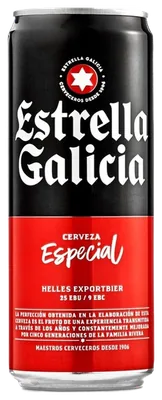 ESTRELLA GALICIA
CERVECEROS DESDE 1906
Estrella
Galicia
CERVEZA
Especial
HELLES EXPORTBIER
25 EBU / 9 EBC
LA PERFECCIÓN OBTENIDA EN LA ELABORACIÓN DE ESTA
CERVEZA ES FRUTO DE UNA EXPERIENCIA TRANSMITIDA
A TRAVÉS DE LOS AÑOS Y CONSTANTEMENTE MEJORADA
POR CINCO GENERACIONES DE LA FAMILIA RIVERA
MAESTROS CERVECEROS DESDE 1906